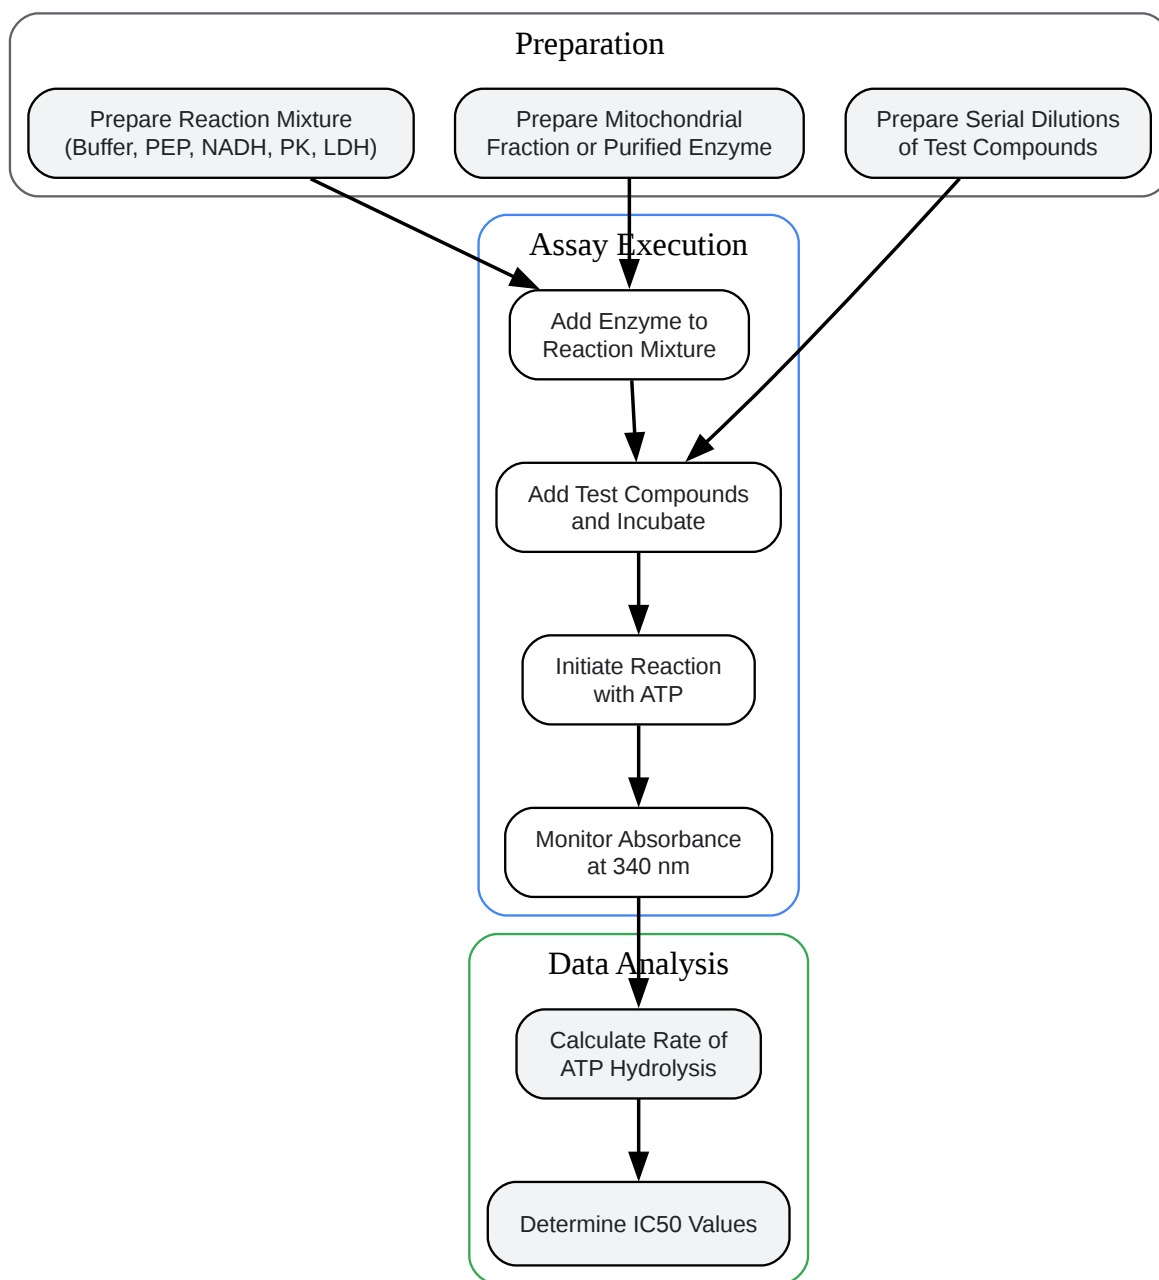 Preparation
Prepare Reaction Mixture
(Buffer, PEP, NADH, PK, LDH)
Prepare Mitochondrial
Fraction or Purified Enzyme
Prepare Serial Dilutions
of Test Compounds
Assay Execution
Add Enzyme to
Reaction Mixture
Add Test Compounds
and Incubate
Initiate Reaction
with ATP
Monitor Absorbance
at 340 nm
Data Analysis
Calculate Rate of
ATP Hydrolysis
Determine IC50 Values